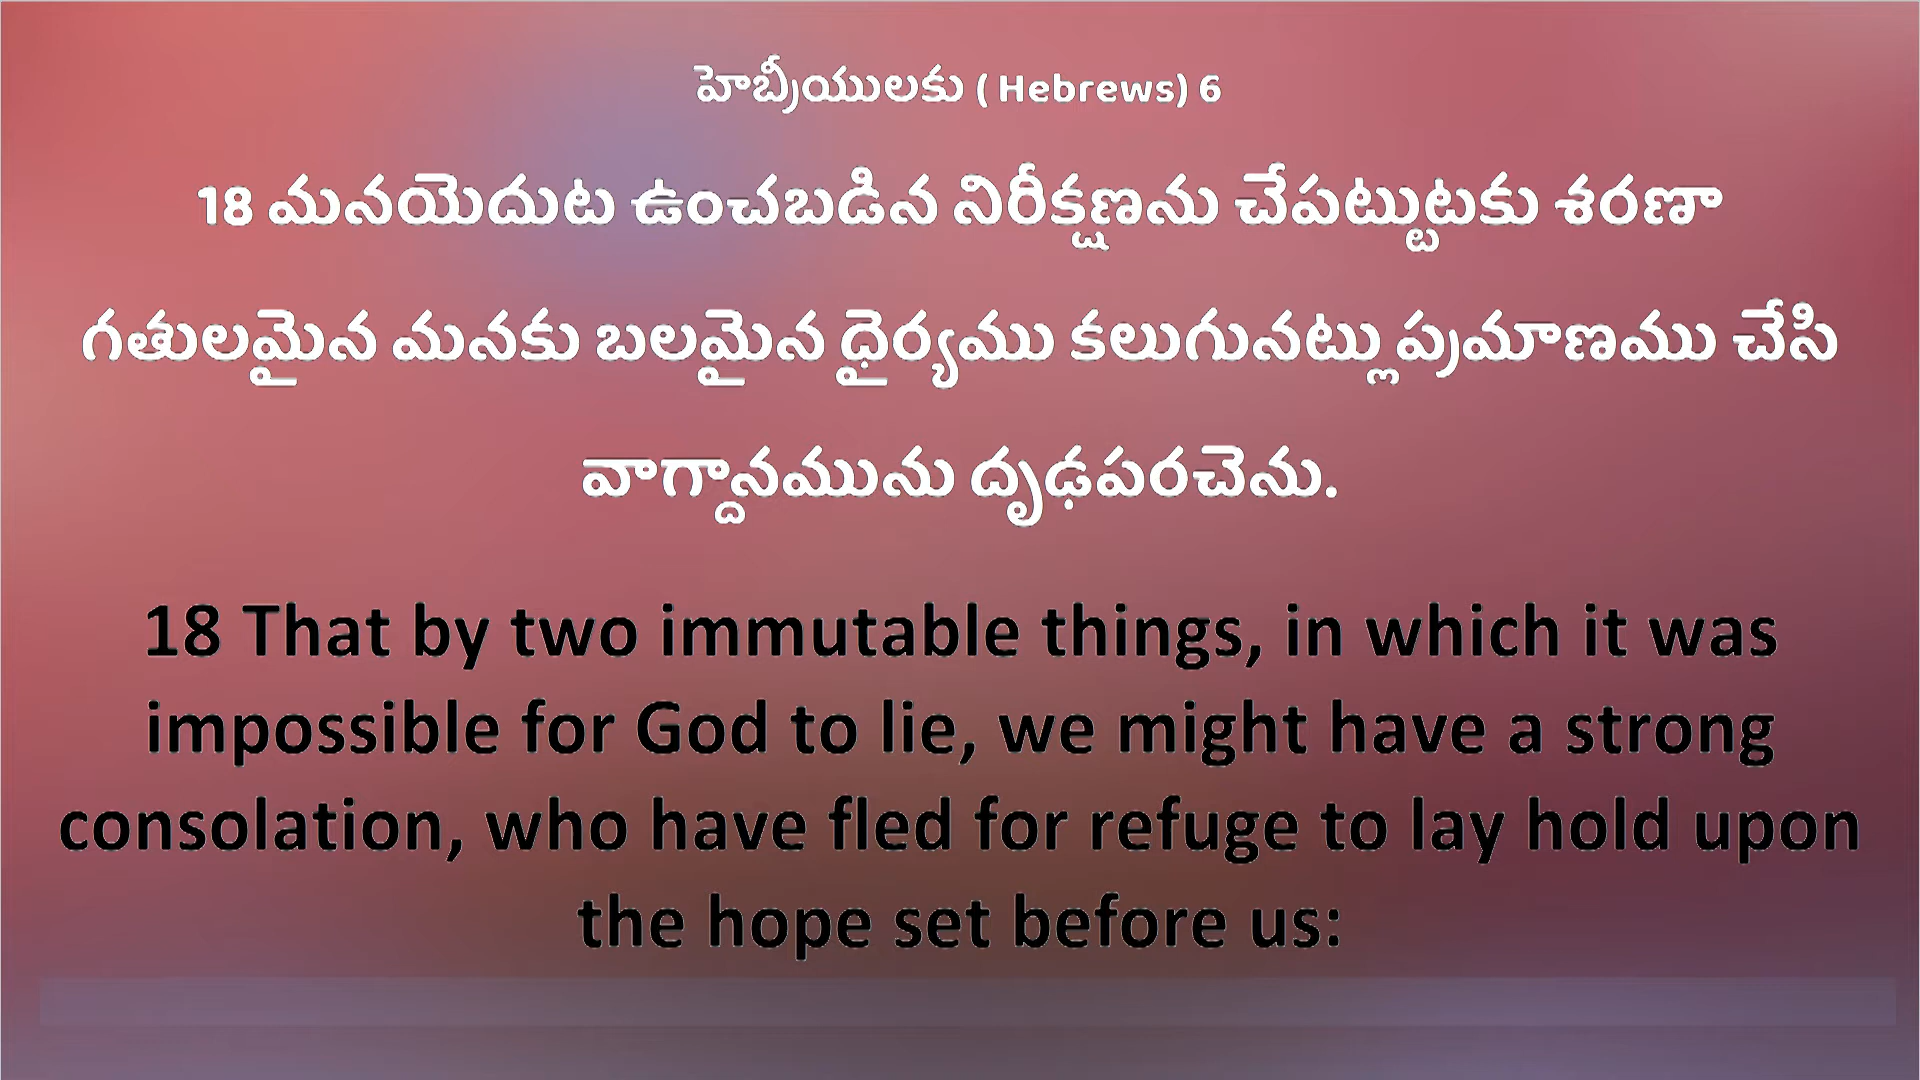 హెబ్రీయులకు ( Hebrews) 6
18 మనయెదుట ఉంచబడిన నిరీక్షణను చేపట్టుటకు శరణా
గతులమైన మనకు బలమైన ధైర్యము కలుగునట్లు ప్రమాణము చేసి
వాగ్దానమును దృఢపరచెను.
18 That by two immutable things, in which it was
impossible for God to lie, we might have a strong
consolation, who have fled for refuge to lay hold upon
the hope set before us: